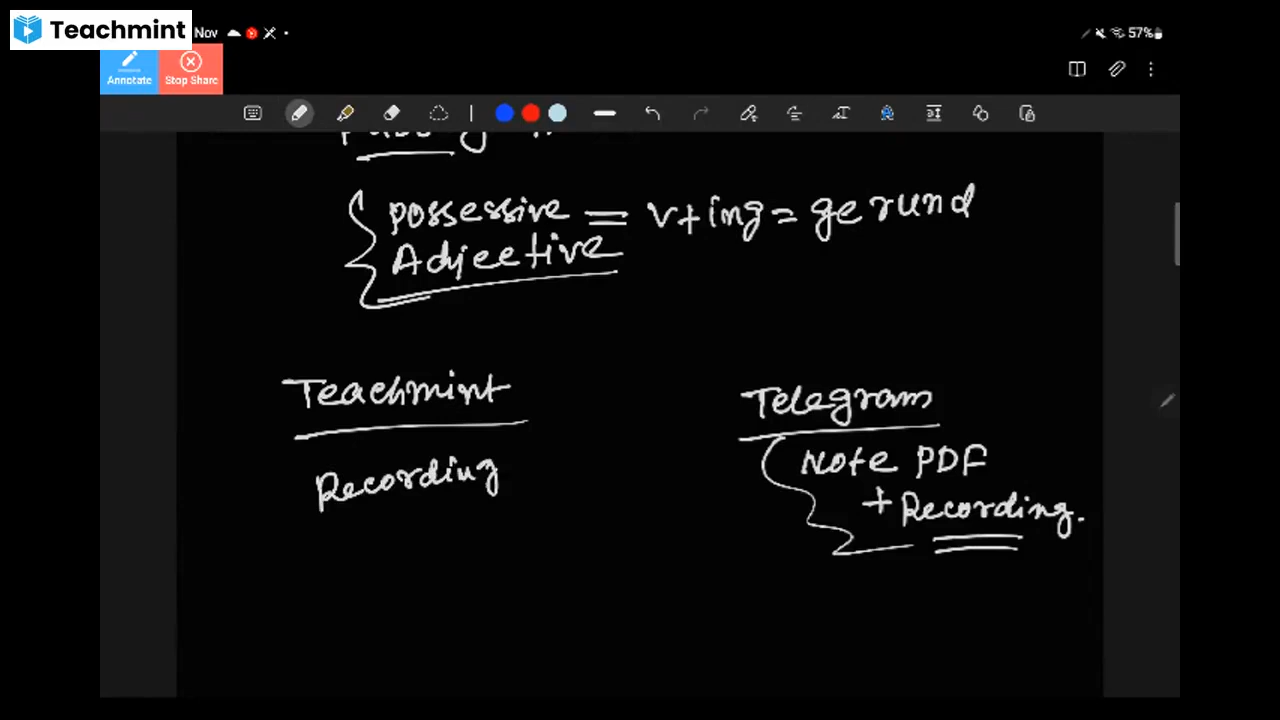 Teachmint
Nov
57%
Annotate
Stop Share
Possessive = v+ing = gerund
Adjective
Teachmint
Telegram
Recording
Note PDF
+ Recording.